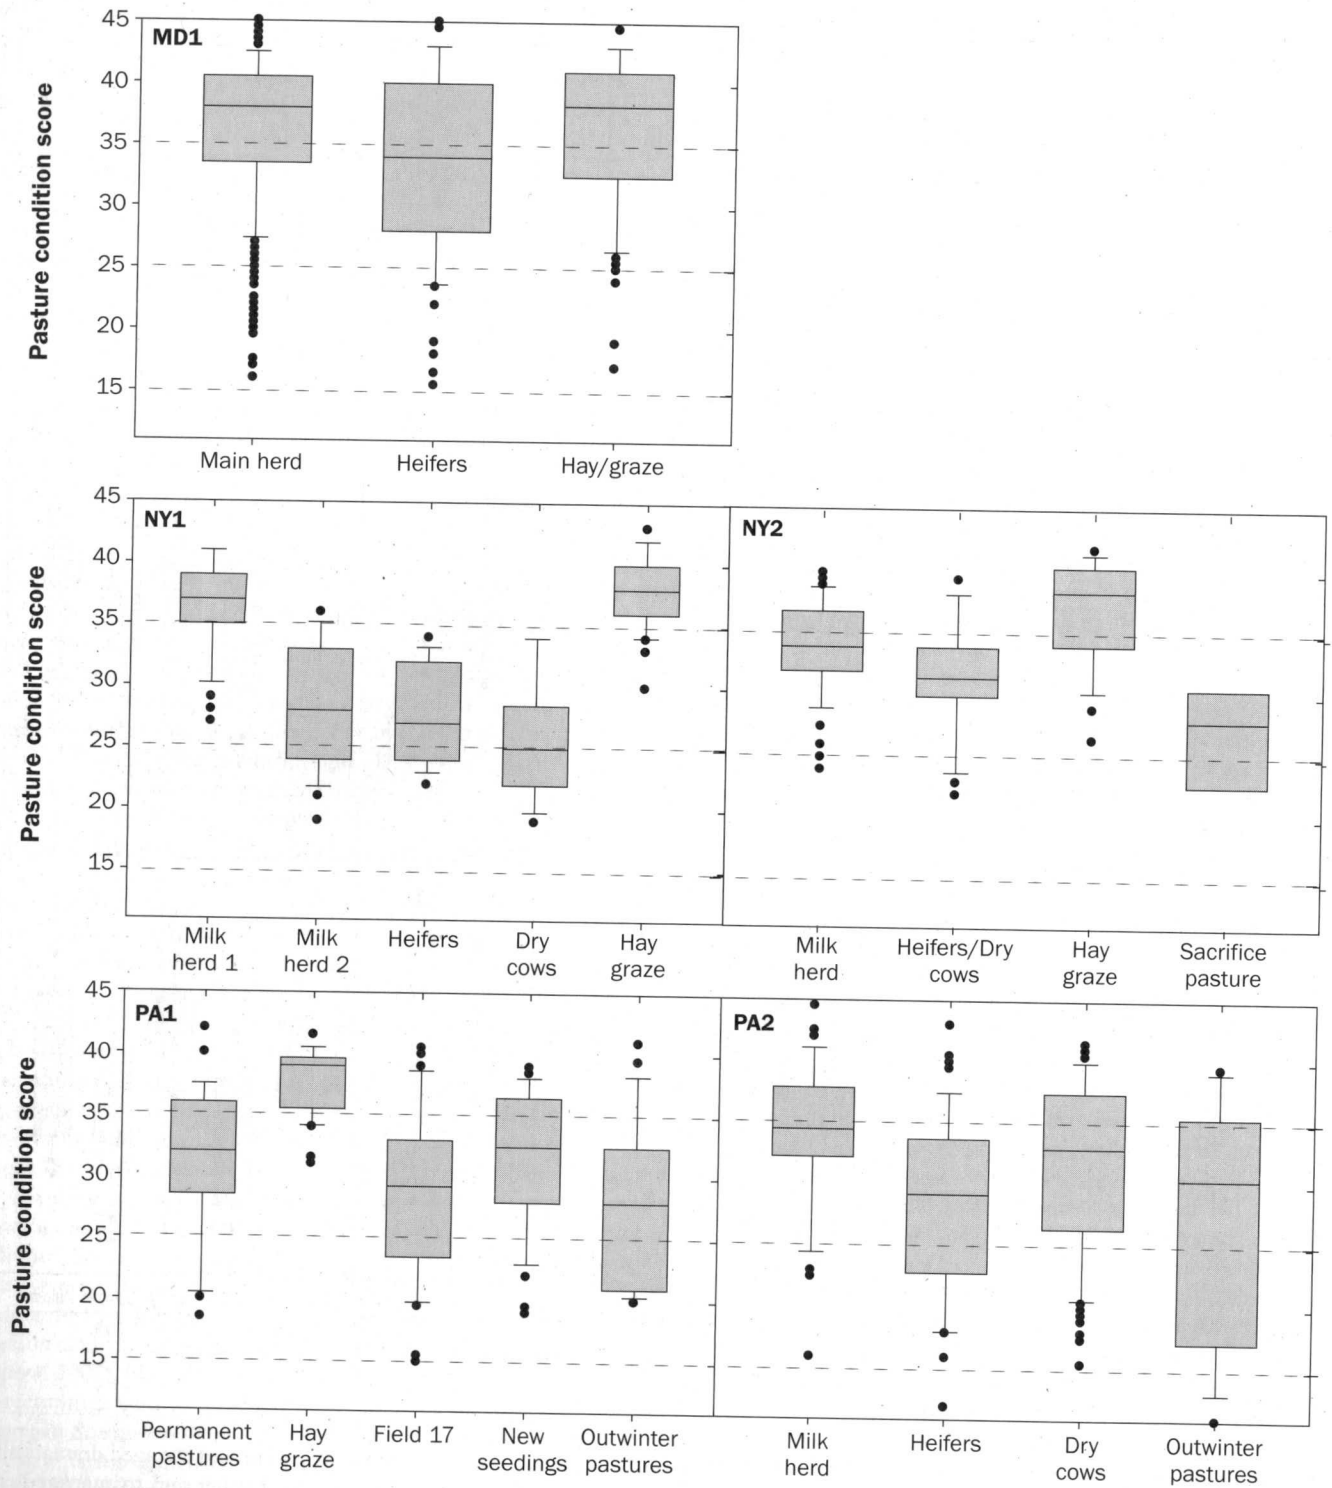 MD1
Pasture condition score
45
40
35
30
25
20
15
Main herd
Heifers
Hay/graze
NY1
NY2
Pasture condition score
45
40
35
30
25
20
15
Milk
herd 1
Milk
herd 2
Heifers
Dry
cows
Hay
graze
Milk
herd
Heifers/Dry
cows
Hay
graze
Sacrifice
pasture
PA1
PA2
Pasture condition score
45
40
35
30
25
20
15
Permanent
pastures
Hay
graze
Field 17
New
seedings
Outwinter
pastures
Milk
herd
Heifers
Dry
cows
Outwinter
pastures